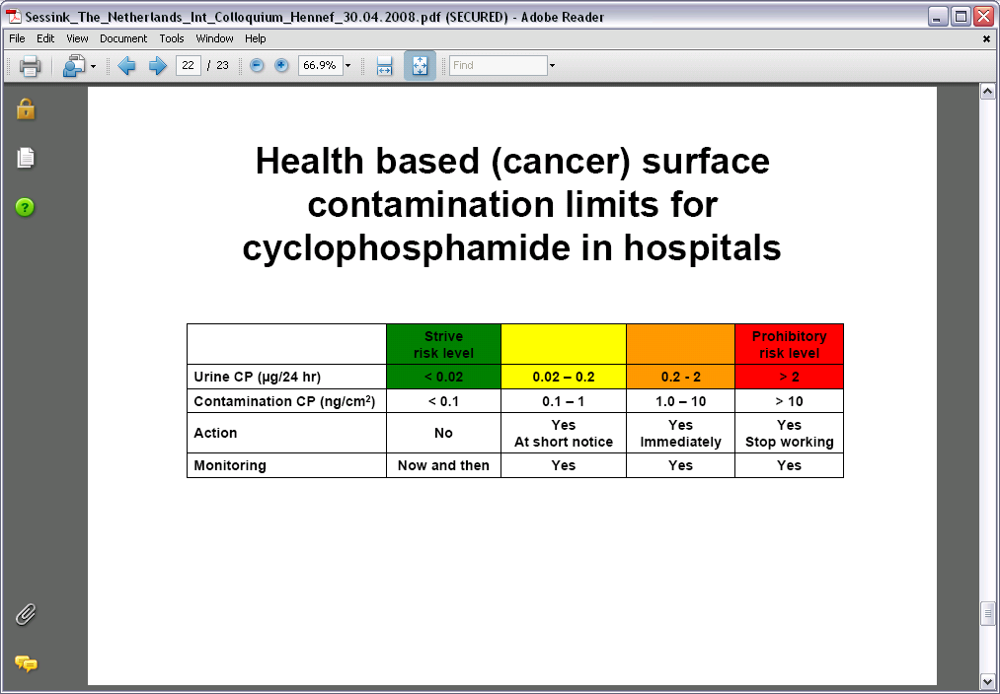 Sessink_The_Netherlands_Int_Colloquium_Hennef_30.04.2008.pdf (SECURED) - Adobe Reader
File Edit View Document Tools Window Help
22 / 23 66.9% Find
Health based (cancer) surface
contamination limits for
cyclophosphamide in hospitals
Strive
risk level
Prohibitory
risk level
Urine CP (µg/24 hr) < 0.02 0.02 – 0.2 0.2 - 2 > 2
Contamination CP (ng/cm²) < 0.1 0.1 – 1 1.0 – 10 > 10
Action No Yes
At short notice Yes
Immediately Yes
Stop working
Monitoring Now and then Yes Yes Yes